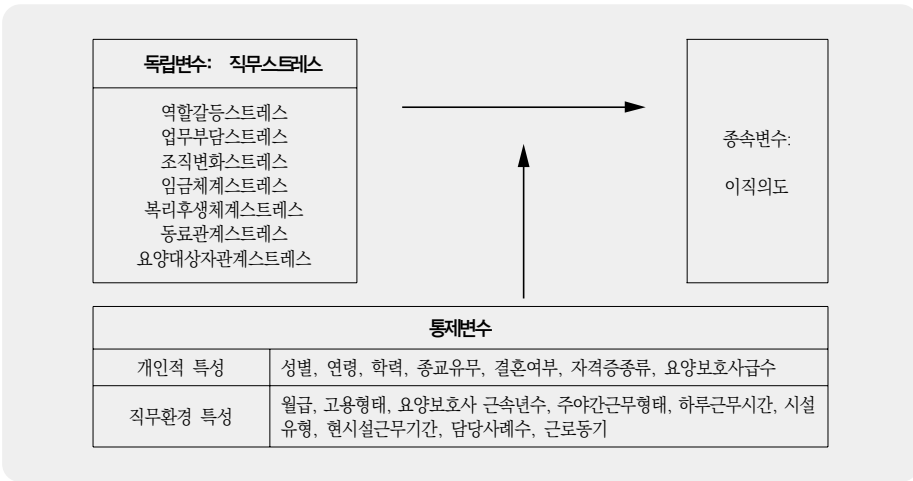 독립변수: 직무스트레스
역할갈등스트레스
업무부담스트레스
조직변화스트레스
임금체계스트레스
복리후생체계스트레스
동료관계스트레스
요양대상자관계스트레스
종속변수:
이직의도
통제변수
개인적 특성 성별, 연령, 학력, 종교유무, 결혼여부, 자격증종류, 요양보호사급수
직무환경 특성 월급, 고용형태, 요양보호사 근속년수, 주야간근무형태, 하루근무시간, 시설
유형, 현시설근무기간, 담당사례수, 근로동기